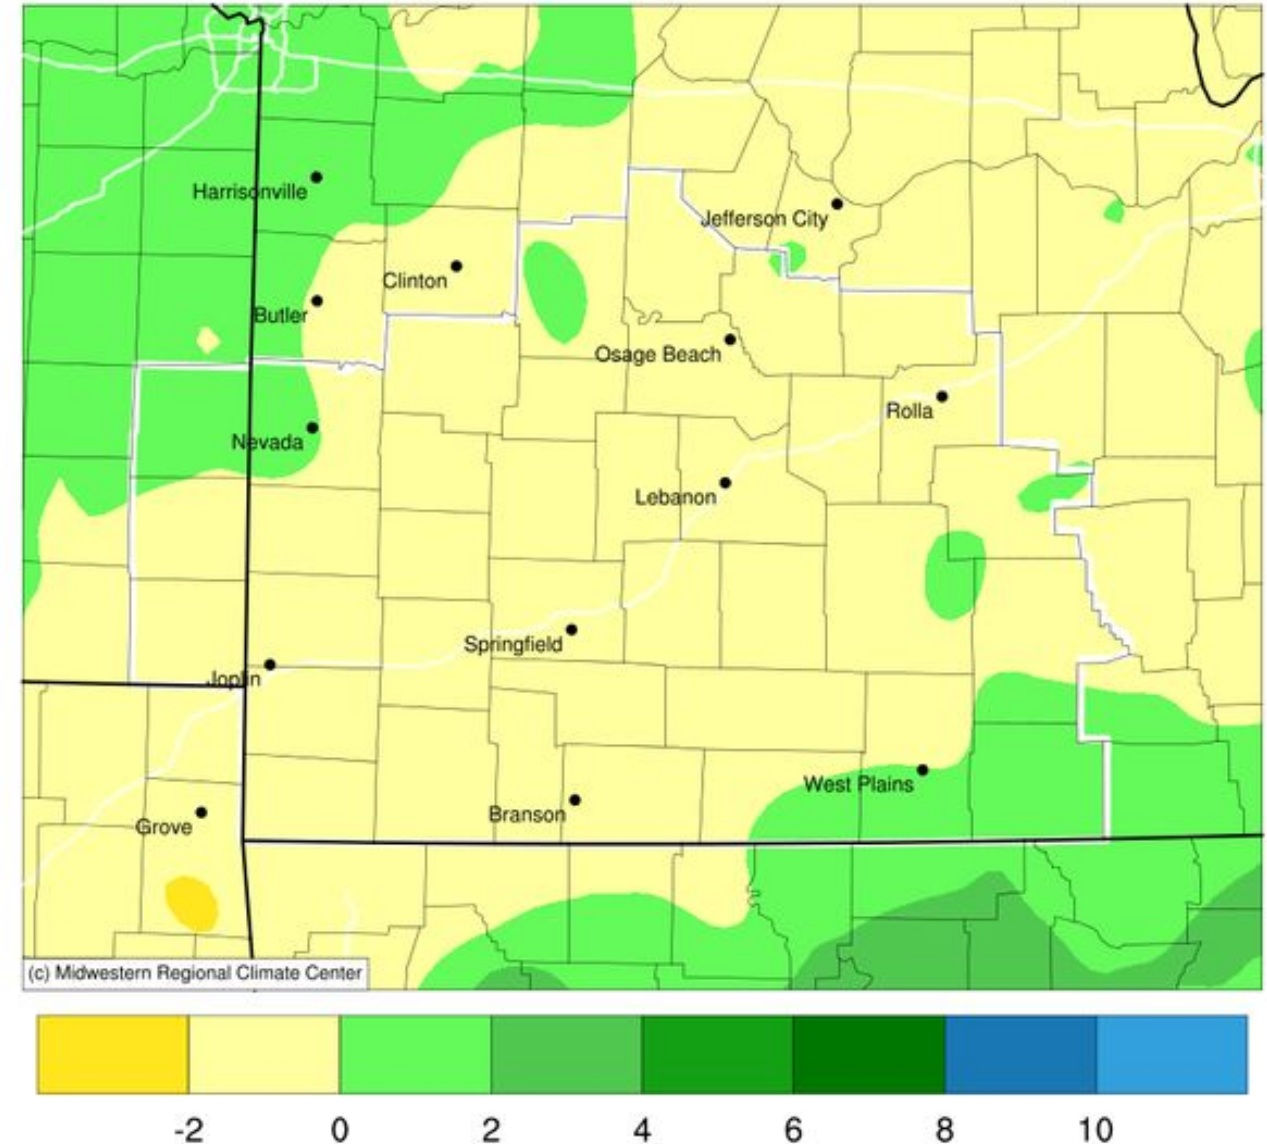 Harrisonville
Jefferson City
Clinton
Butler
Osage Beach
Rolla
Nevada
Lebanon
Springfield
Joplin
West Plains
Branson
Grove
(c) Midwestern Regional Climate Center
-2 0 2 4 6 8 10